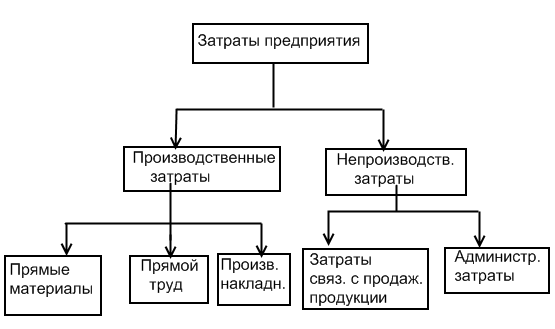 Затраты предприятия
Производственные
затраты
Непроизводств.
затраты
Прямые
материалы
Прямой
труд
Произв.
накладн.
Затраты
связ. с продаж.
продукции
Администр.
затраты